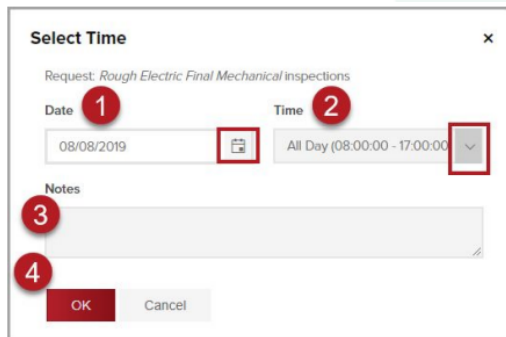 Select Time ×
Request: Rough Electric Final Mechanical inspections
Date 1 Time 2
08/08/2019 All Day (08:00:00 - 17:00:00
Notes
3
4
OK Cancel